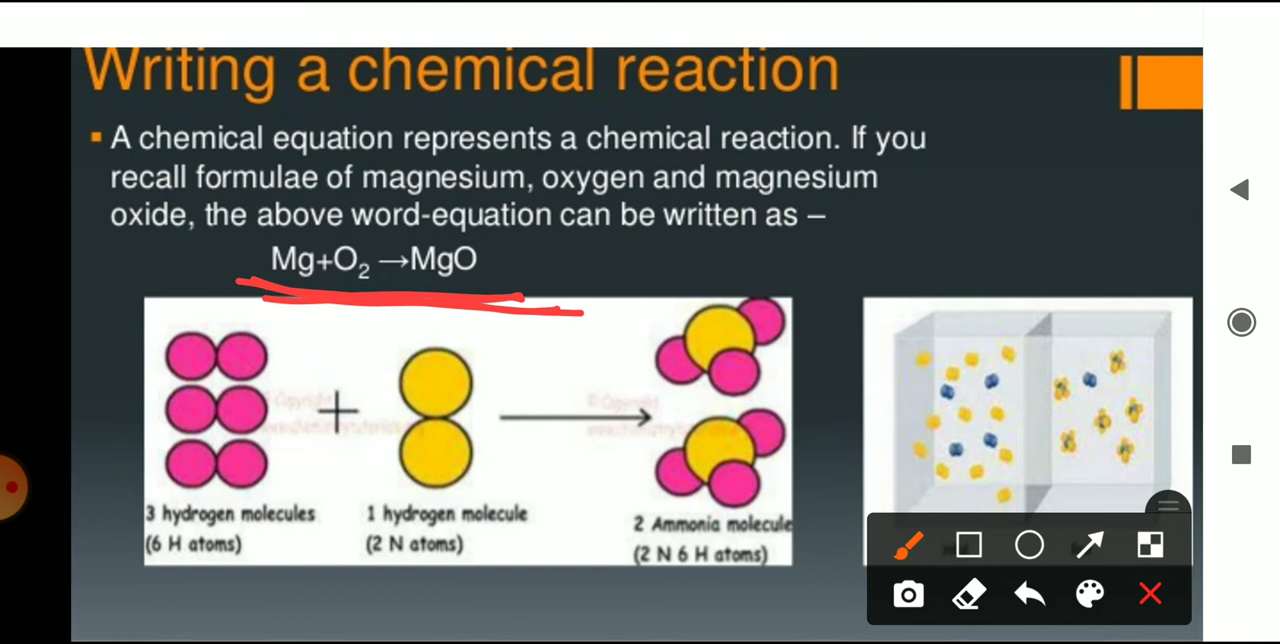 Writing a chemical reaction
A chemical equation represents a chemical reaction. If you
recall formulae of magnesium, oxygen and magnesium
oxide, the above word-equation can be written as –
Mg+O₂ →MgO
3 hydrogen molecules
(6 H atoms)
+
1 hydrogen molecule
(2 N atoms)
2 Ammonia molecule
(2 N 6 H atoms)